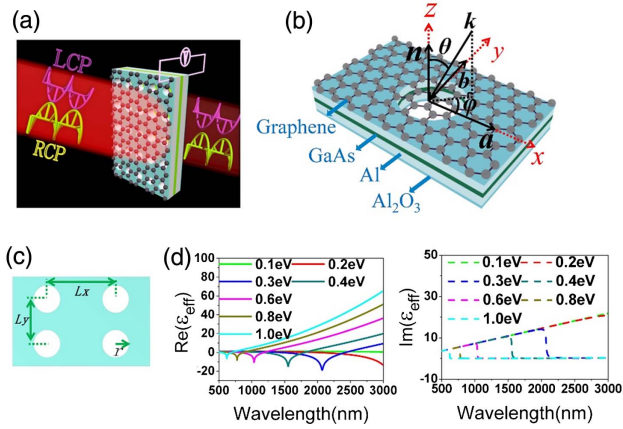 (a)
LCP
RCP
V
(b)
z
k
n
θ
y
b
φ
a
x
Graphene
GaAs
Al
Al₂O₃
(c)
Lx
Ly
r
(d)
Re(ε_eff)
100
80
60
40
20
0
-20
0.1eV
0.2eV
0.3eV
0.4eV
0.6eV
0.8eV
1.0eV
500 1000 1500 2000 2500 3000
Wavelength(nm)
Im(ε_eff)
50
30
10
-10
0.1eV
0.2eV
0.3eV
0.4eV
0.6eV
0.8eV
1.0eV
500 1000 1500 2000 2500 3000
Wavelength(nm)